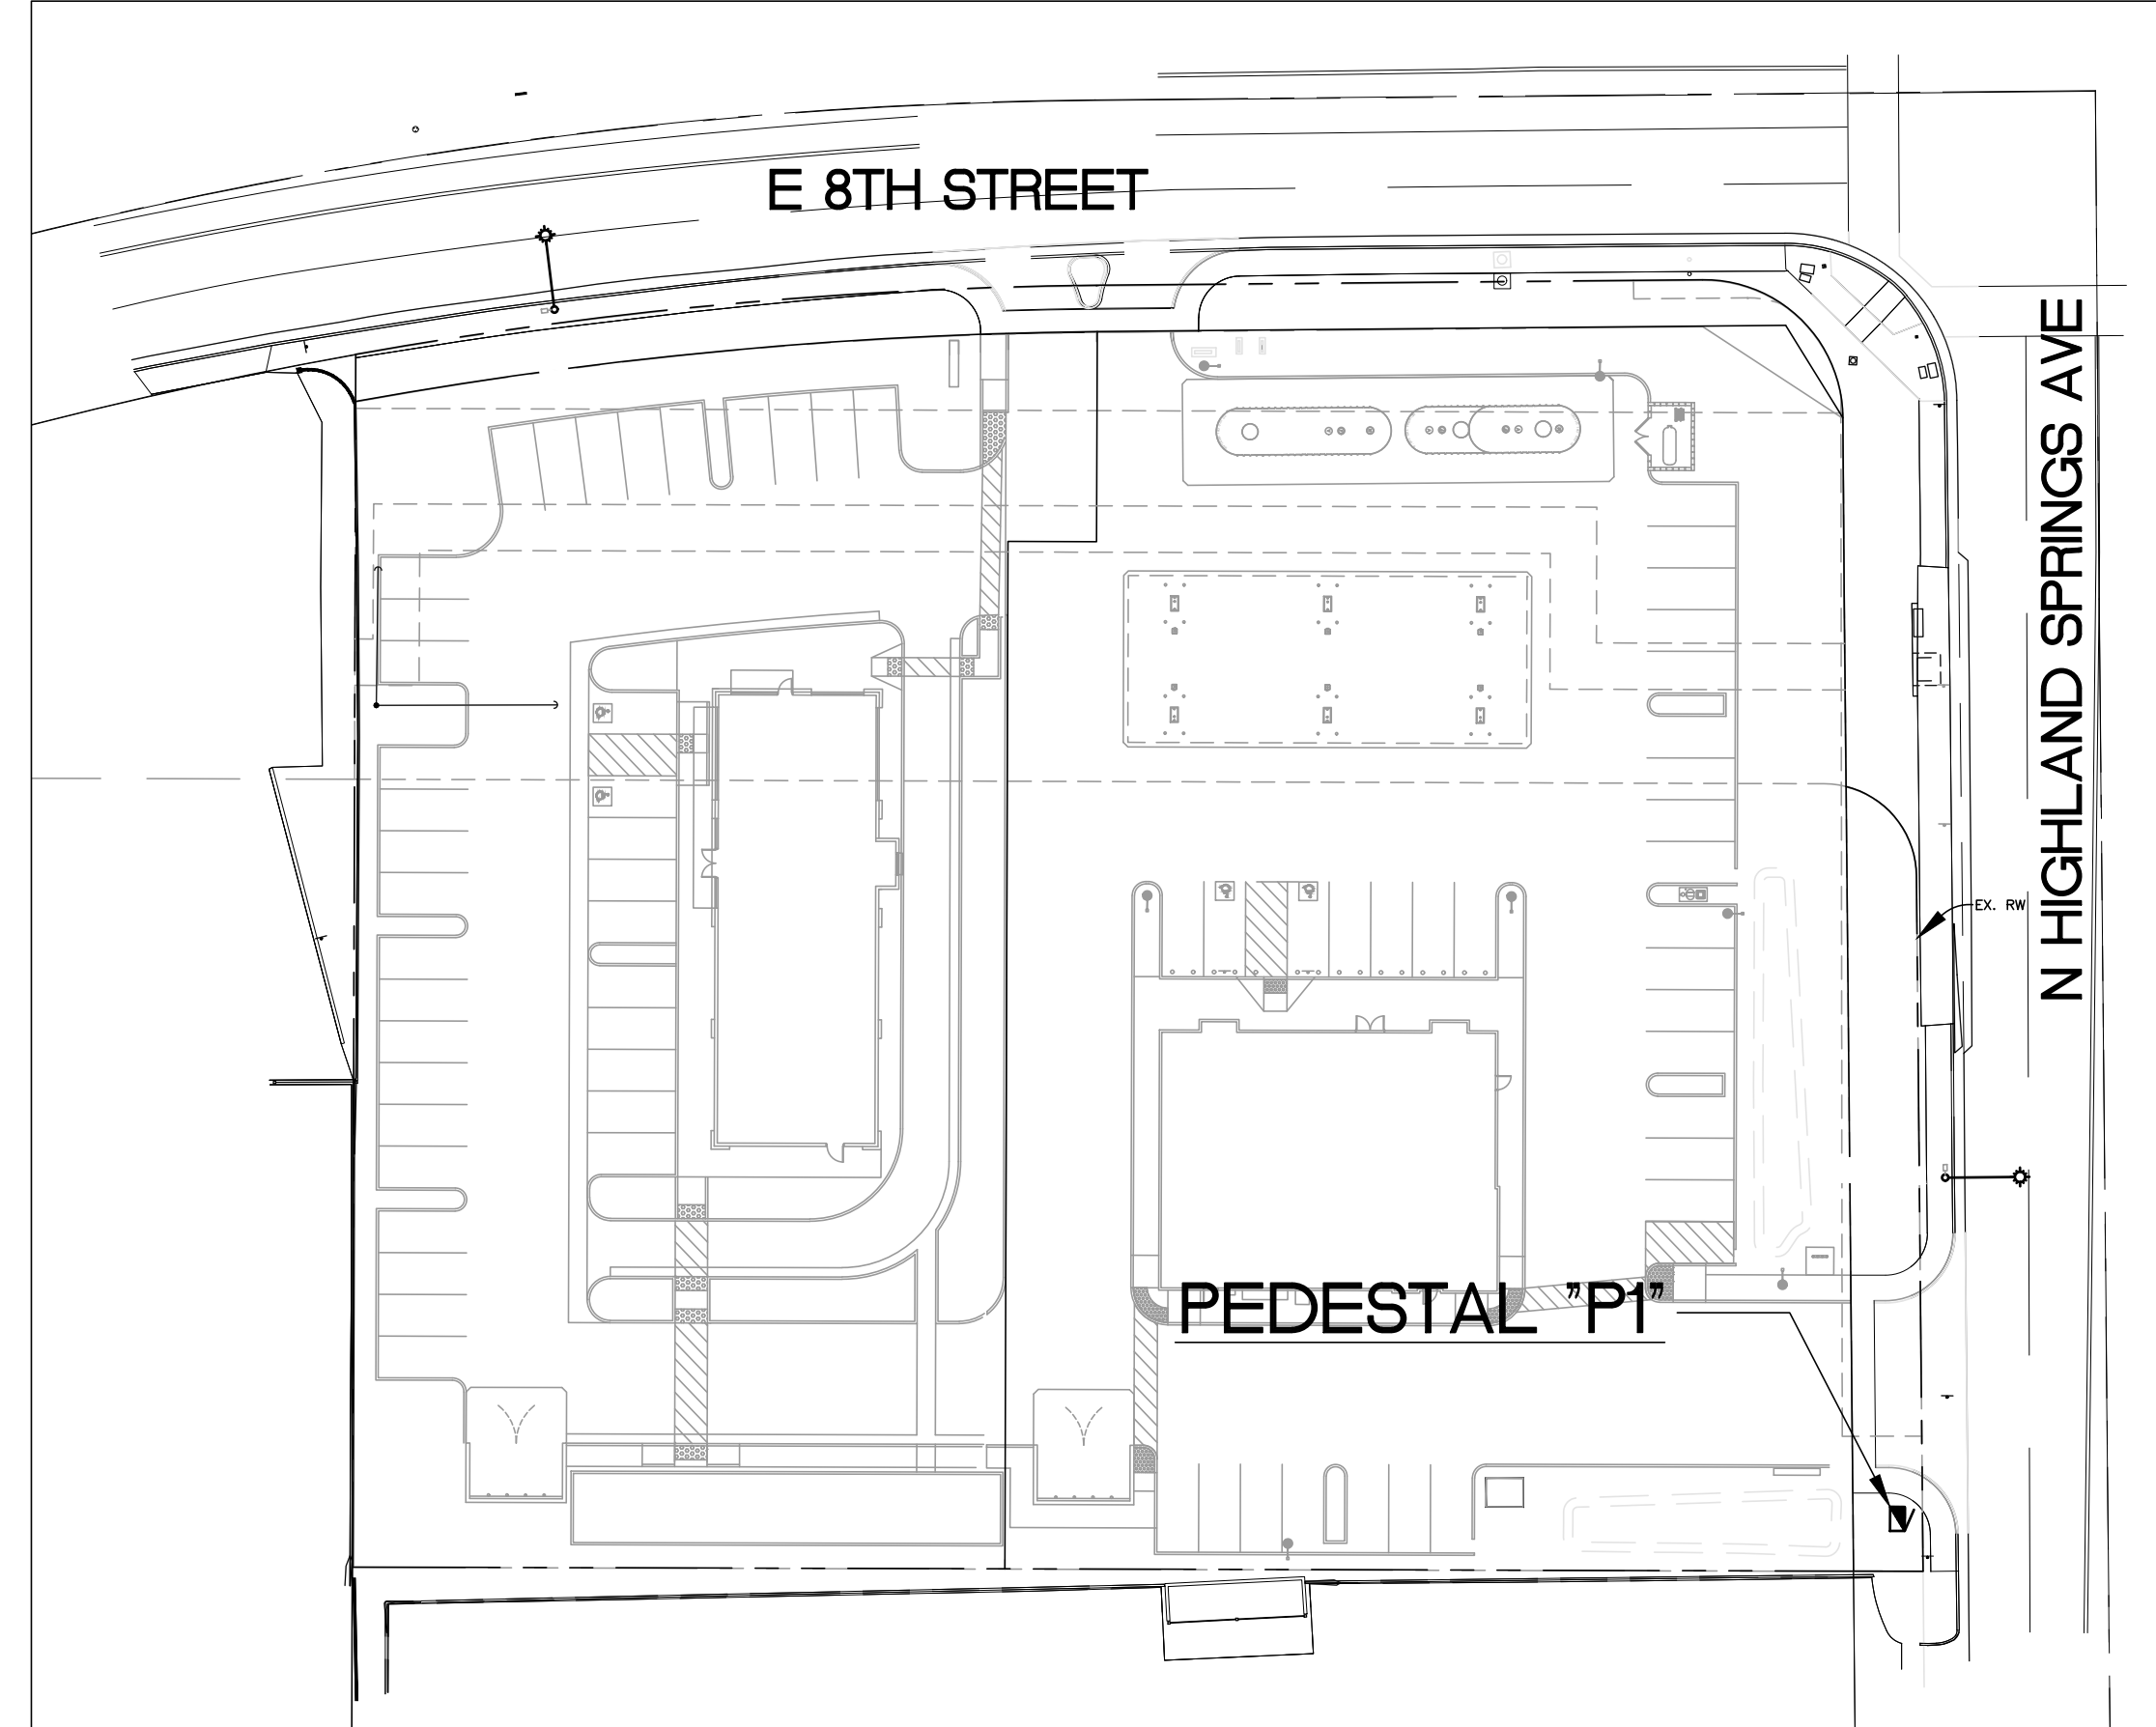 E 8TH STREET
N HIGHLAND SPRINGS AVE
EX. RW
PEDESTAL "P1"